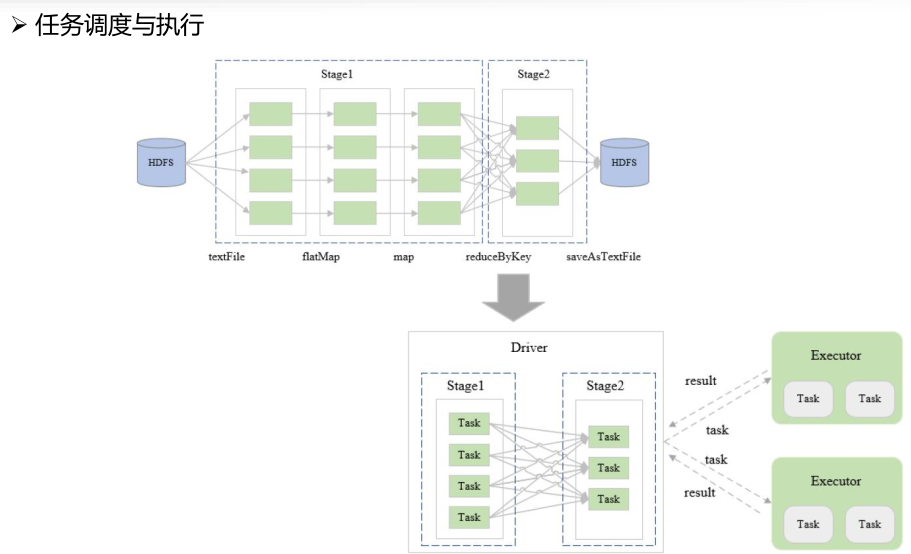 ➢ 任务调度与执行
Stage1
Stage2
HDFS
HDFS
textFile
flatMap
map
reduceByKey
saveAsTextFile
Driver
Stage1
Stage2
Task
Task
Task
Task
Task
Task
Task
result
task
task
result
Executor
Task
Task
Executor
Task
Task